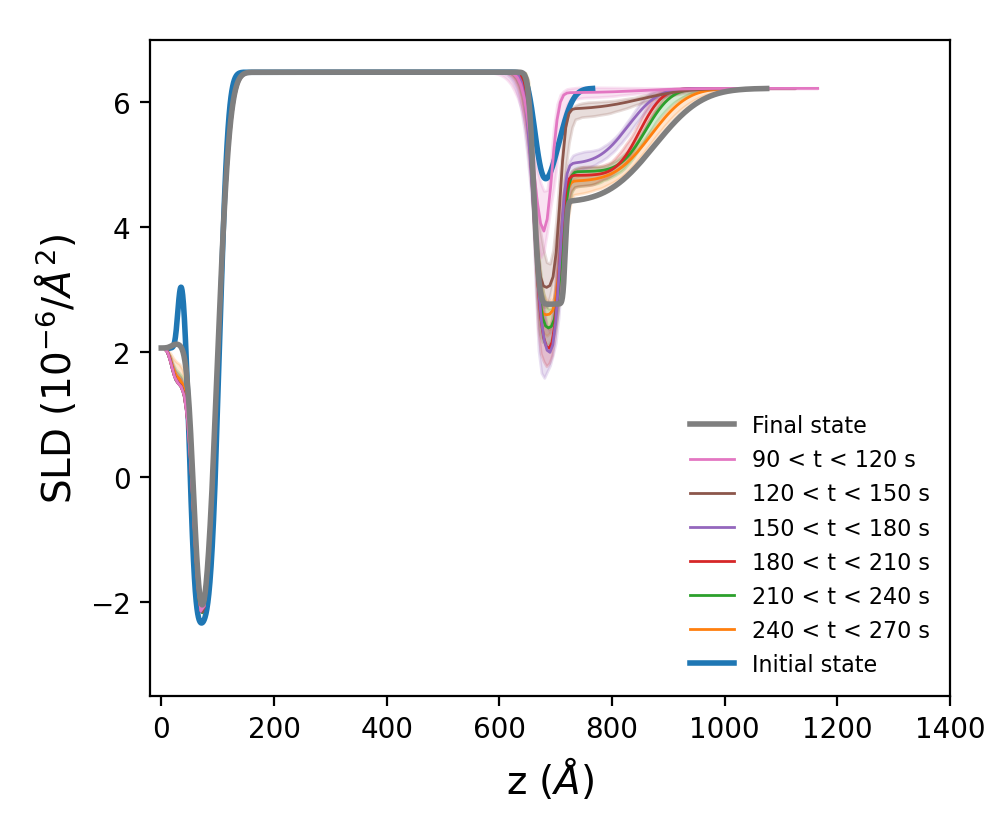 SLD (10⁻⁶/Å²)
6
4
2
0
−2
Final state
90 < t < 120 s
120 < t < 150 s
150 < t < 180 s
180 < t < 210 s
210 < t < 240 s
240 < t < 270 s
Initial state
0 200 400 600 800 1000 1200 1400
z (Å)